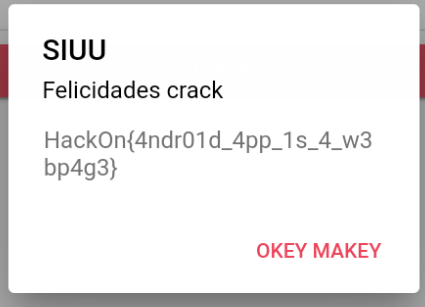 SIUU
Felicidades crack
HackOn{4ndr01d_4pp_1s_4_w3
bp4g3}
OKEY MAKEY